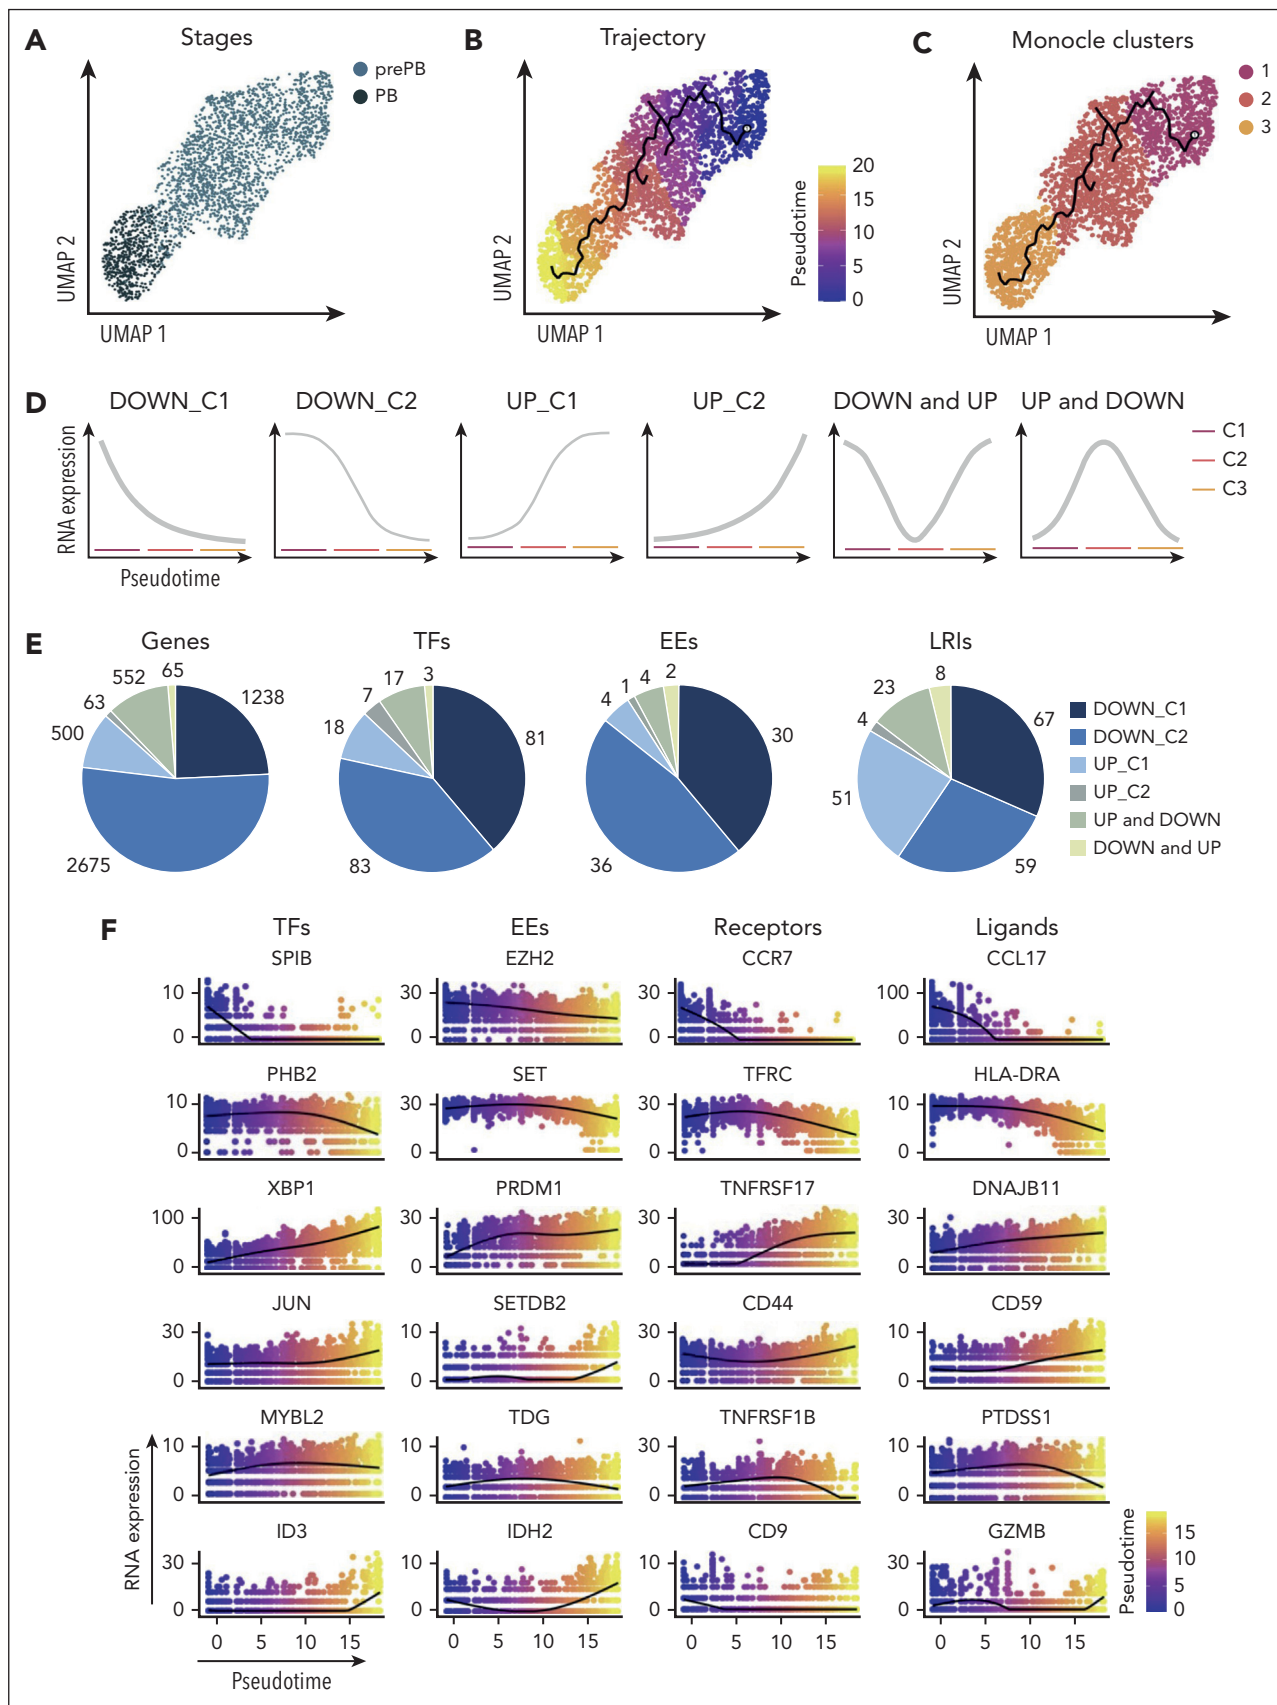 A
Stages
prePB
PB
UMAP 2
UMAP 1
B
Trajectory
UMAP 2
UMAP 1
Pseudotime
20
15
10
5
0
C
Monocle clusters
1
2
3
UMAP 2
UMAP 1
D
DOWN_C1
DOWN_C2
UP_C1
UP_C2
DOWN and UP
UP and DOWN
RNA expression
Pseudotime
C1
C2
C3
E
Genes
65
552
63
500
1238
2675
TFs
3
17
7
18
81
83
EEs
2
4
1
4
30
36
LRIs
8
23
4
51
67
59
DOWN_C1
DOWN_C2
UP_C1
UP_C2
UP and DOWN
DOWN and UP
F
TFs
EEs
Receptors
Ligands
SPIB
EZH2
CCR7
CCL17
10
0
30
0
10
0
100
0
PHB2
SET
TFRC
HLA-DRA
10
0
30
0
30
0
10
0
XBP1
PRDM1
TNFRSF17
DNAJB11
100
0
30
0
30
0
30
0
JUN
SETDB2
CD44
CD59
30
0
10
0
30
0
10
0
MYBL2
TDG
TNFRSF1B
PTDSS1
10
0
10
0
30
0
10
0
ID3
IDH2
CD9
GZMB
30
0
10
0
10
0
30
0
0 5 10 15
0 5 10 15
0 5 10 15
0 5 10 15
RNA expression
Pseudotime
Pseudotime
15
10
5
0